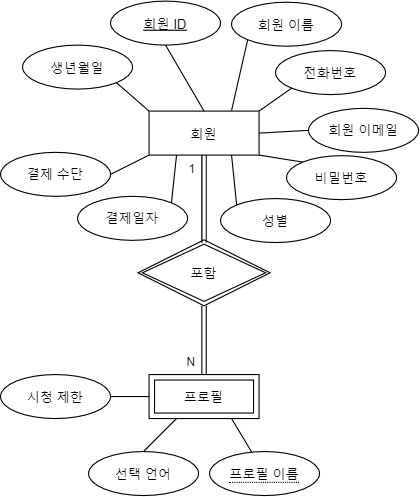 회원 ID
회원 이름
생년월일
전화번호
회원
회원 이메일
1
결제 수단
비밀번호
결제일자
성별
포함
N
시청 제한
프로필
선택 언어
프로필 이름